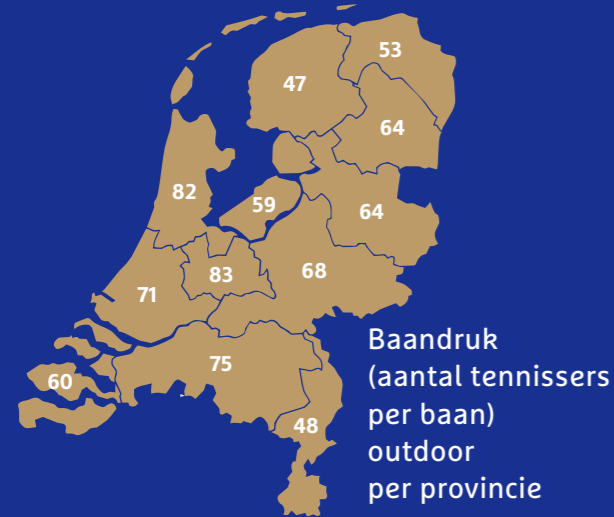 53
47
64
82
59
64
83
68
71
75
60
48
Baandruk
(aantal tennissers
per baan)
outdoor
per provincie